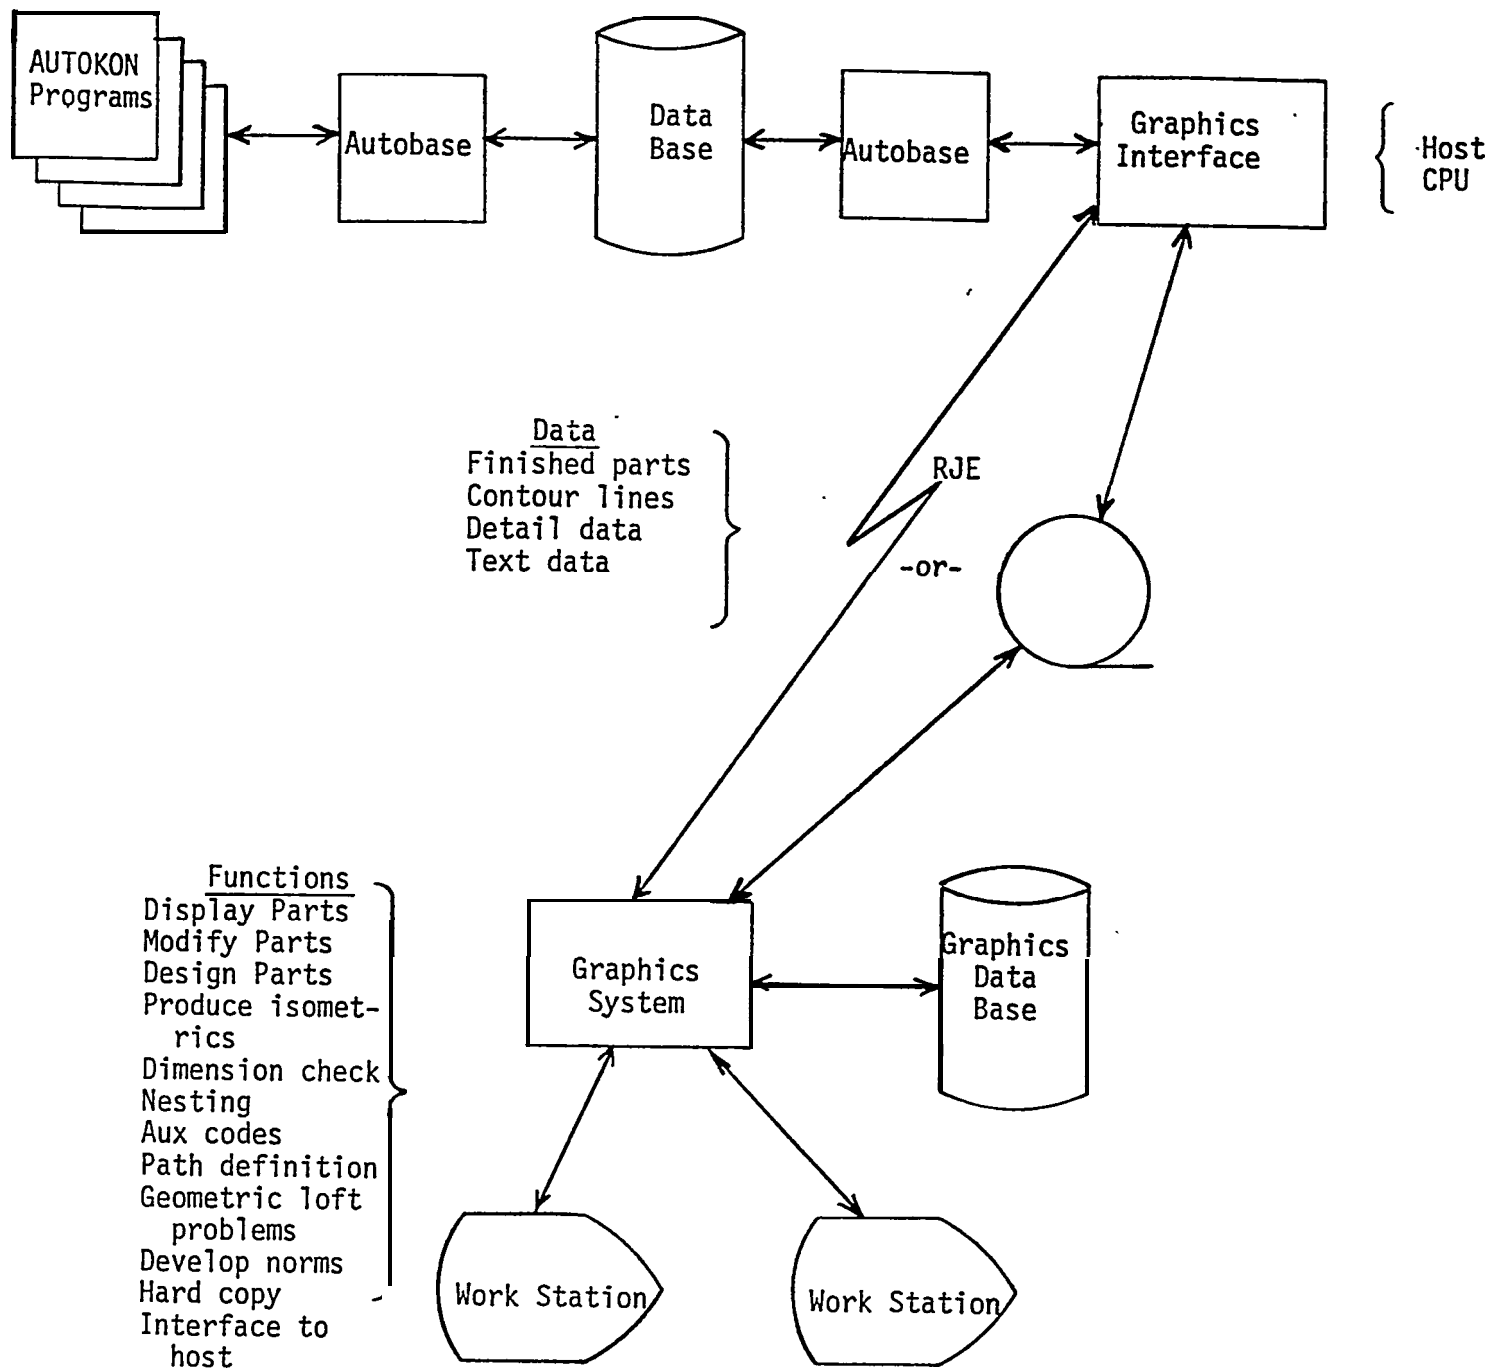 AUTOKON
Programs
Autobase
Data
Base
Autobase
Graphics
Interface
Host
CPU
Data
Finished parts
Contour lines
Detail data
Text data
RJE
-or-
Functions
Display Parts
Modify Parts
Design Parts
Produce isomet-
rics
Dimension check
Nesting
Aux codes
Path definition
Geometric loft
problems
Develop norms
Hard copy
Interface to
host
Graphics
System
Graphics
Data
Base
Work Station
Work Station